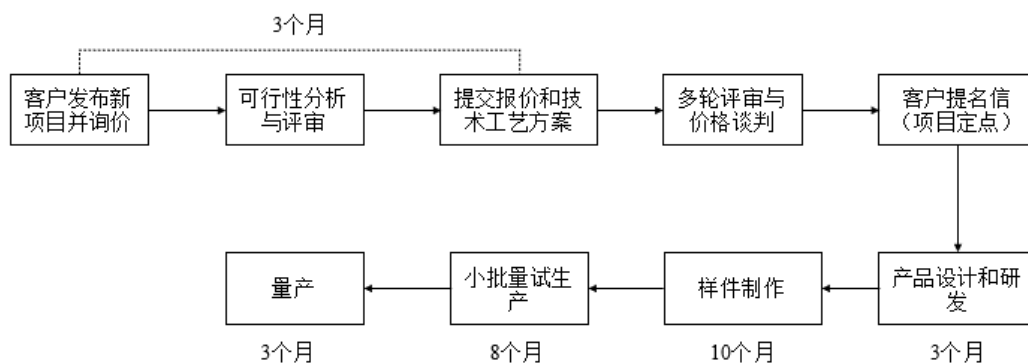 3个月
客户发布新
项目并询价
可行性分析
与评审
提交报价和技
术工艺方案
多轮评审与
价格谈判
客户提名信
（项目定点）
量产
小批量试生
产
样件制作
产品设计和研
发
3个月
8个月
10个月
3个月